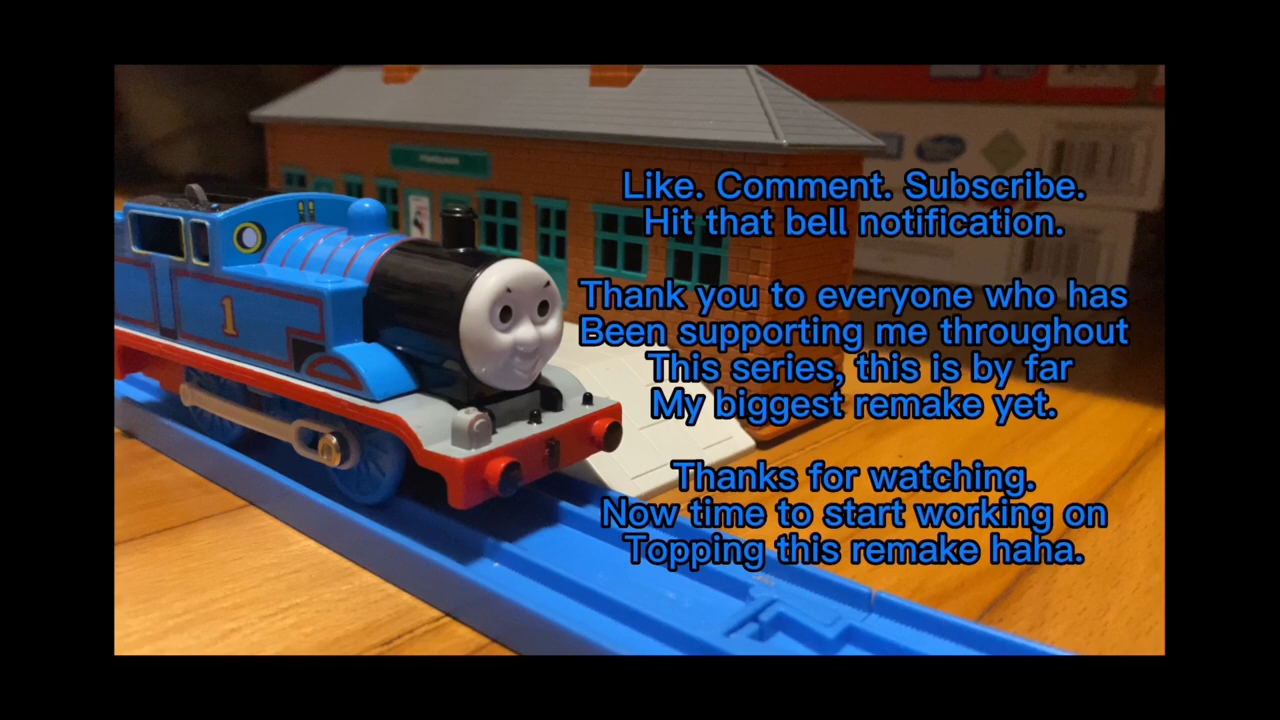 Like. Comment. Subscribe.
Hit that bell notification.
Thank you to everyone who has
Been supporting me throughout
This series, this is by far
My biggest remake yet.
Thanks for watching.
Now time to start working on
Topping this remake haha.
1